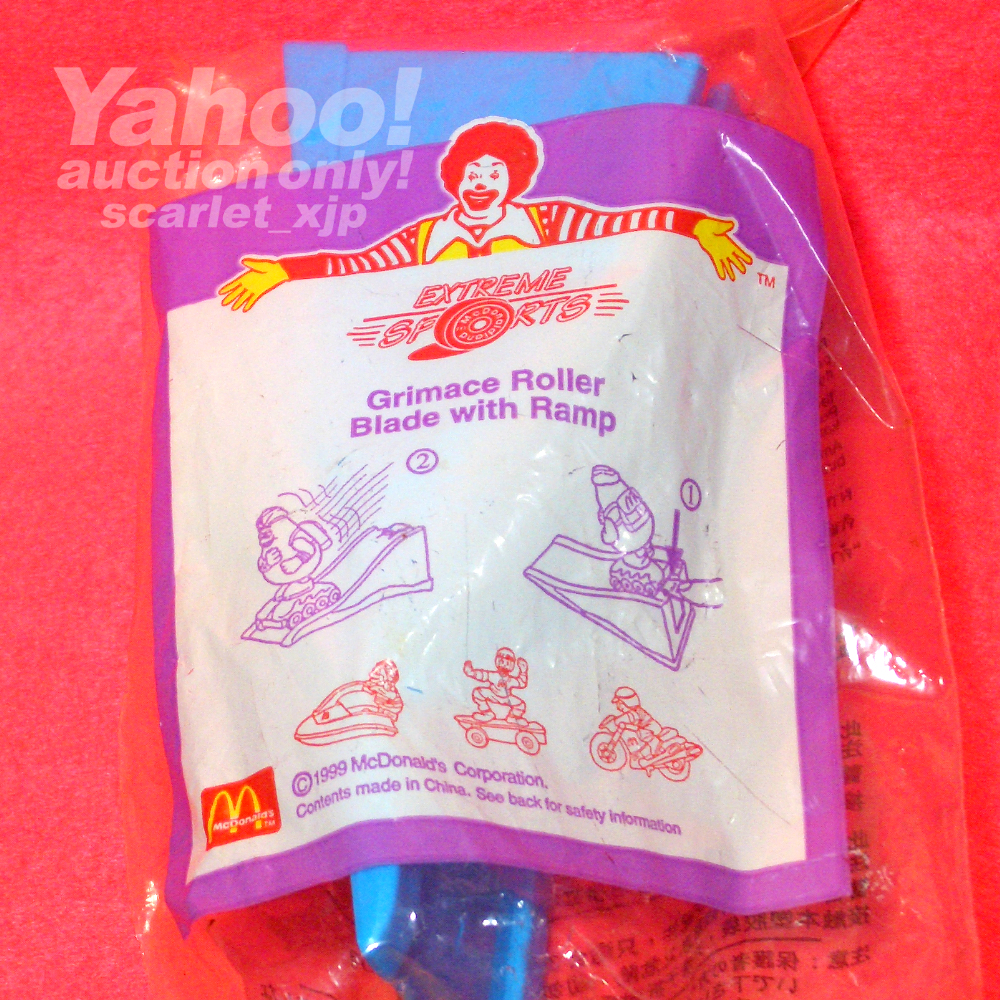 Yahoo!
auction only!
scarlet_xjp
EXTREME
SPORTS
TM
Grimace Roller
Blade with Ramp
②
①
©1999 McDonald's Corporation.
Contents made in China. See back for safety information
McDonald's
TM